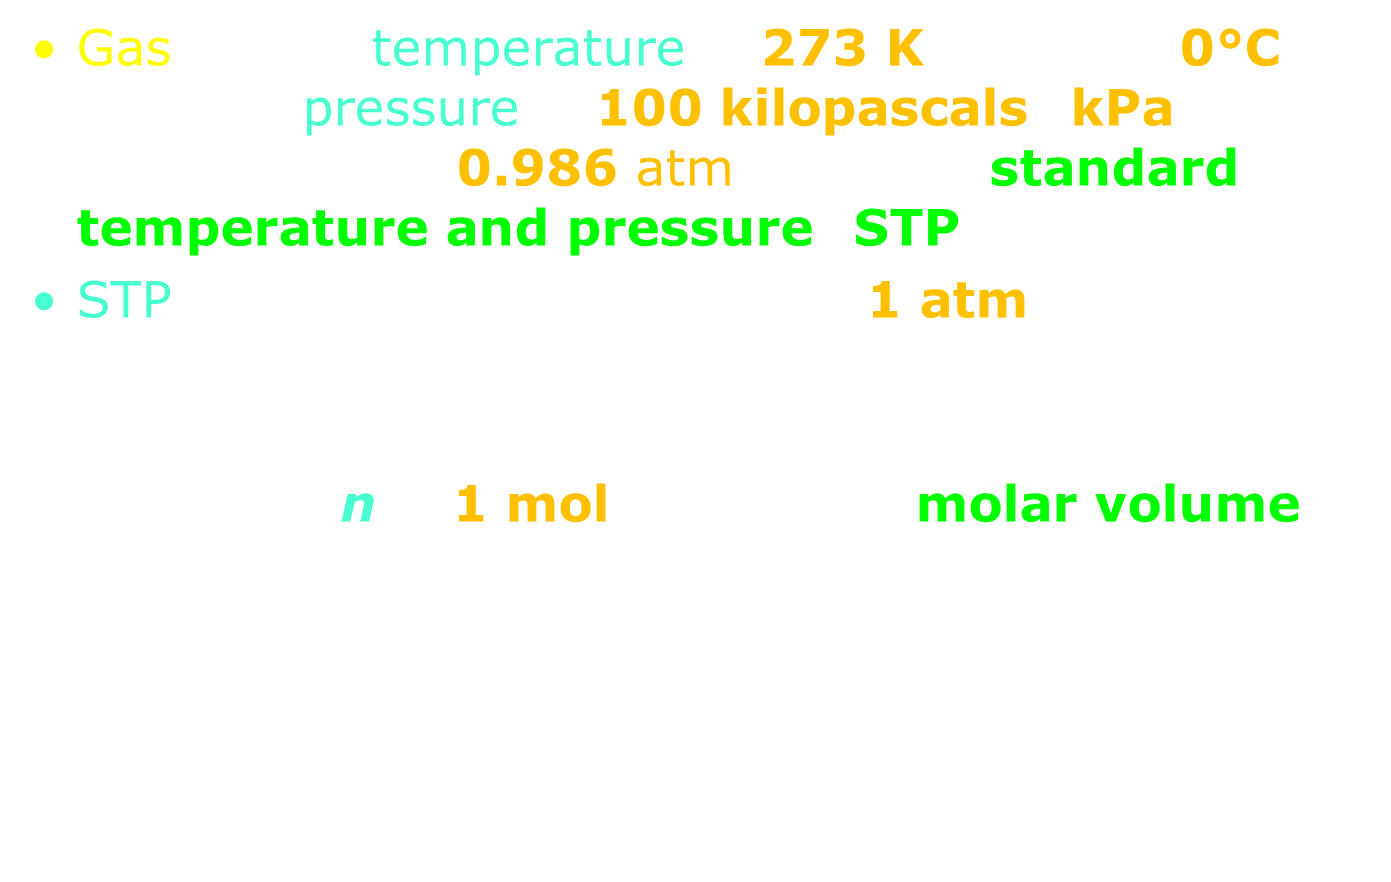 • Gas temperature 273 K 0°C
pressure 100 kilopascals kPa
0.986 atm standard
temperature and pressure STP
• STP 1 atm
n 1 mol molar volume